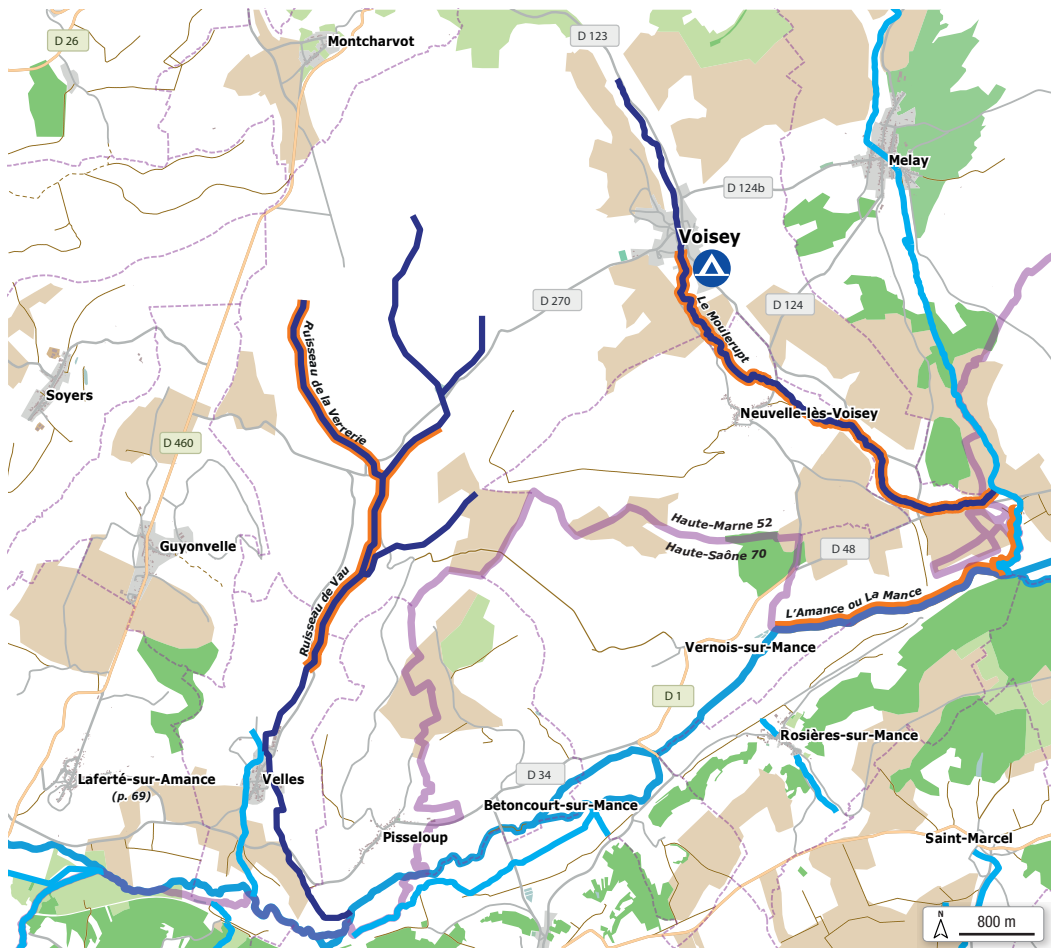 D 26
Montcharvot
D 123
Melay
D 124b
Voisey
D 270
D 124
Le Moulerupt
Ruisseau de la Verrerie
Soyers
Neuvelle-lès-Voisey
D 460
Haute-Marne 52
Haute-Saône 70
D 48
Guyonvelle
Ruisseau de Vau
L'Amance ou La Mance
Vernois-sur-Mance
D 1
Rosières-sur-Mance
Laferté-sur-Amance
(p. 69)
Velles
D 34
Betoncourt-sur-Mance
Pisseloup
Saint-Marcel
N
800 m